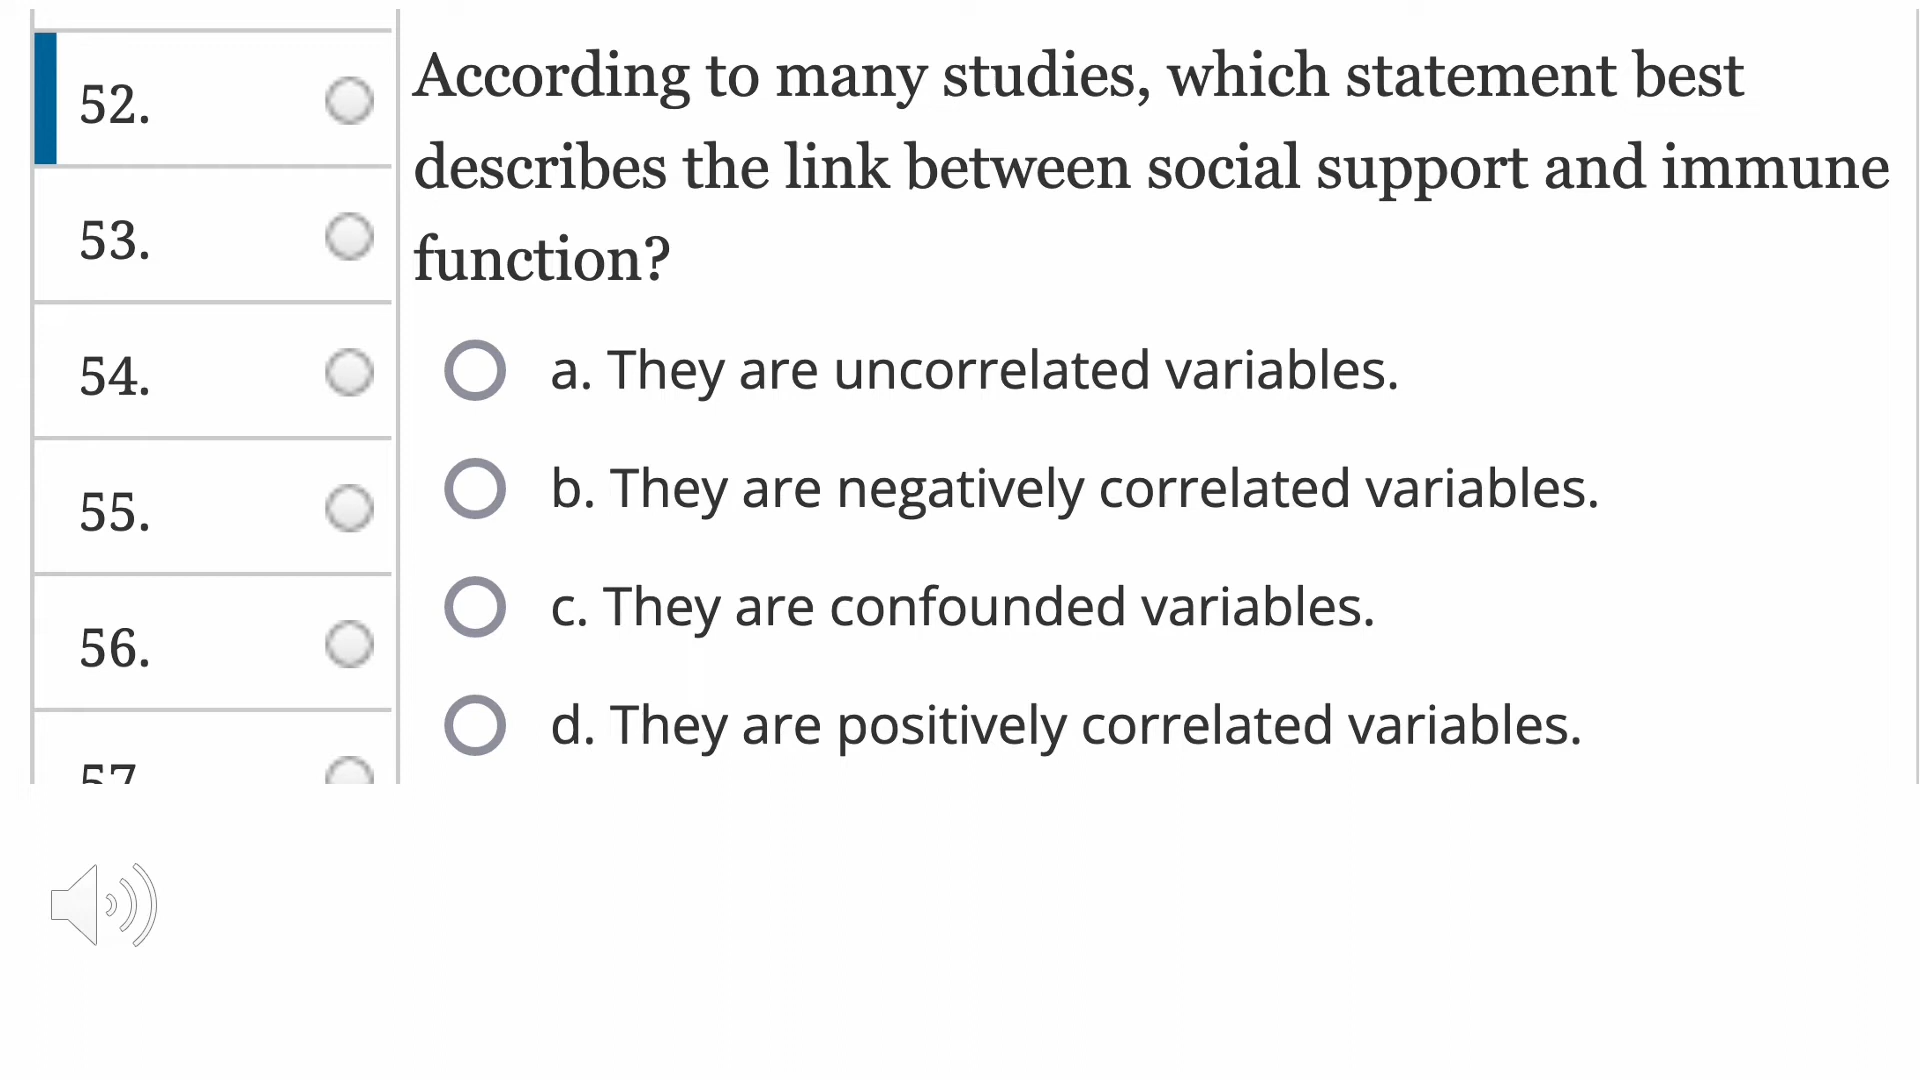 52.
According to many studies, which statement best
describes the link between social support and immune
function?
53.
54.
55.
56.
57
a. They are uncorrelated variables.
b. They are negatively correlated variables.
c. They are confounded variables.
d. They are positively correlated variables.